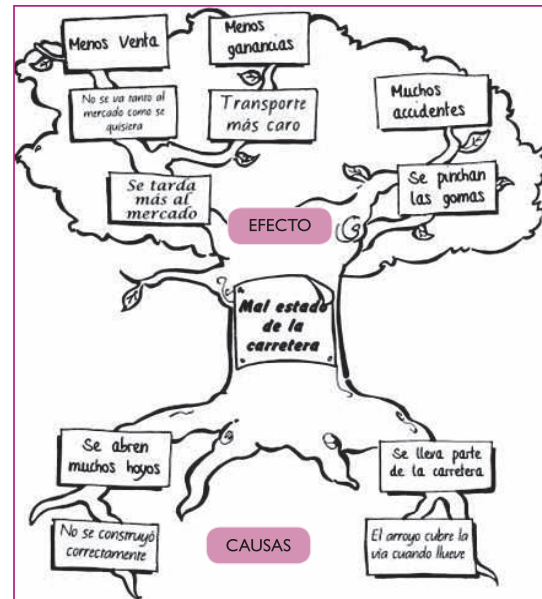 Menos Venta
Menos
ganancias
No se va tanto al
mercado como se
quisiera
Transporte
más caro
Muchos
accidentes
Se tarda
más al
mercado
Se pinchan
las gomas
EFECTO
Mal estado
de la
carretera
Se abren
muchos hoyos
Se lleva parte
de la carretera
No se construyó
correctamente
CAUSAS
El arroyo cubre la
vía cuando llueve